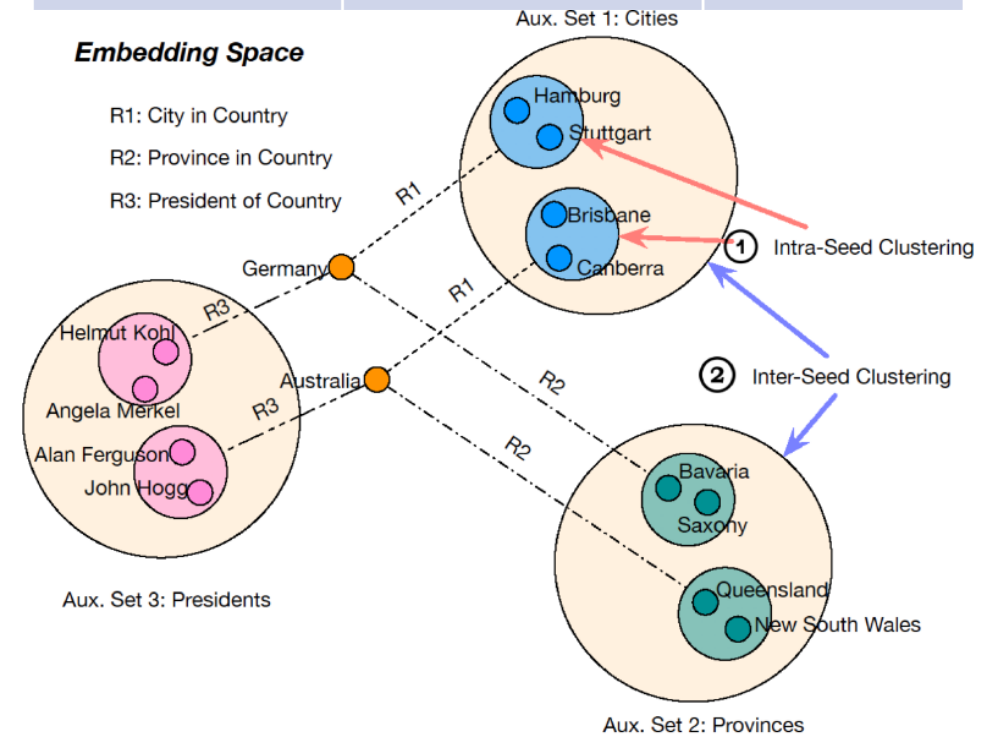 Aux. Set 1: Cities
Embedding Space
R1: City in Country
R2: Province in Country
R3: President of Country
Hamburg
Stuttgart
R1
Brisbane
Canberra
1 Intra-Seed Clustering
Germany
R1
R3
Helmut Kohl
Angela Merkel
Australia
R3
R2
2 Inter-Seed Clustering
Alan Ferguson
John Hogg
R2
Bavaria
Saxony
Queensland
New South Wales
Aux. Set 3: Presidents
Aux. Set 2: Provinces